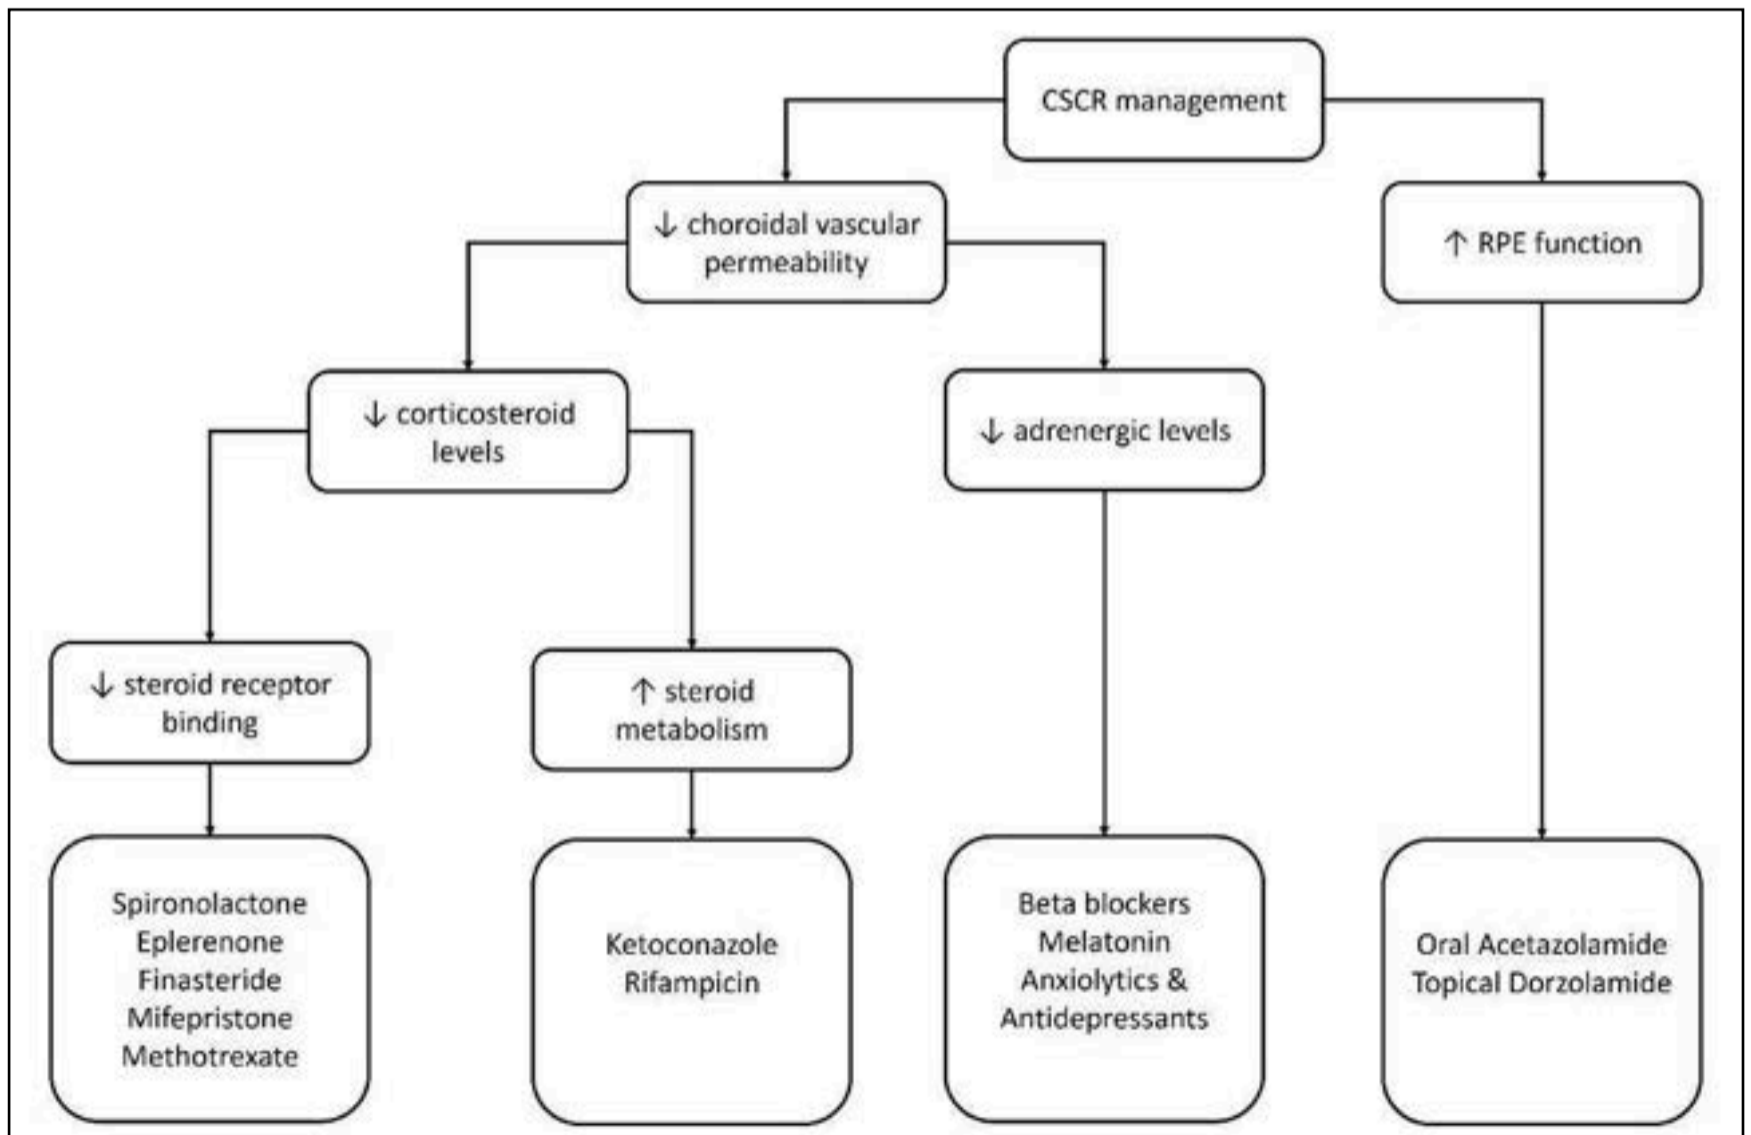 CSCR management
↓ choroidal vascular
permeability
↑ RPE function
↓ corticosteroid
levels
↓ adrenergic levels
↓ steroid receptor
binding
↑ steroid
metabolism
Spironolactone
Eplerenone
Finasteride
Mifepristone
Methotrexate
Ketoconazole
Rifampicin
Beta blockers
Melatonin
Anxiolytics &
Antidepressants
Oral Acetazolamide
Topical Dorzolamide